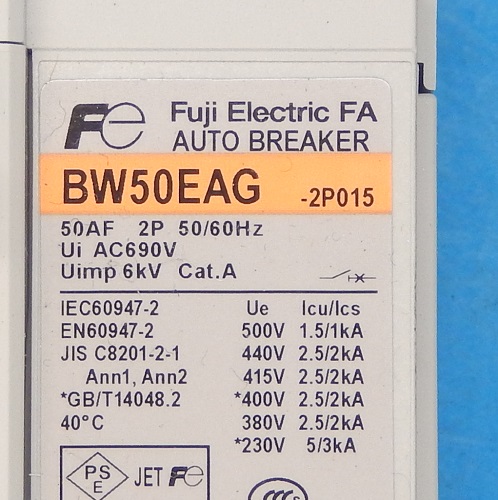 Fe Fuji Electric FA
AUTO BREAKER
BW50EAG -2P015
50AF 2P 50/60Hz
Ui AC690V
Uimp 6kV Cat.A
IEC60947-2 Ue Icu/Ics
EN60947-2 500V 1.5/1kA
JIS C8201-2-1 440V 2.5/2kA
Ann1, Ann2 415V 2.5/2kA
*GB/T14048.2 *400V 2.5/2kA
40°C 380V 2.5/2kA
*230V 5/3kA
PS
E JET Fe
CCC S